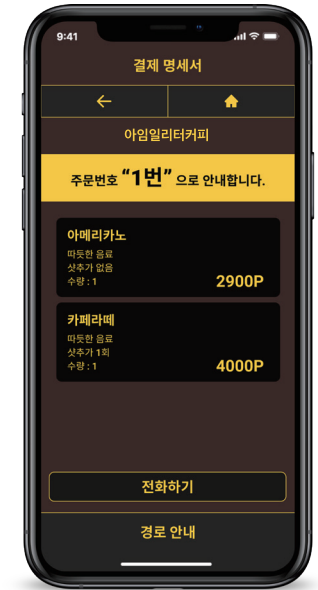 9:41
결제 명세서
아임일리터커피
주문번호 “1번” 으로 안내합니다.
아메리카노
따듯한 음료
샷추가 없음
수량 : 1
2900P
카페라떼
따듯한 음료
샷추가 1회
수량 : 1
4000P
전화하기
경로 안내